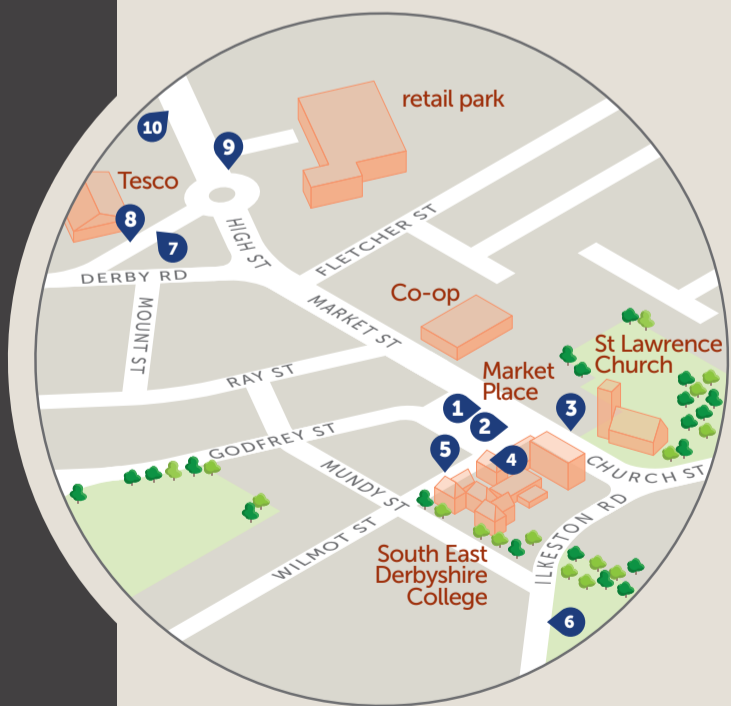 retail park
10
9
Tesco
8
7
HIGH ST
FLETCHER ST
DERBY RD
MOUNT ST
MARKET ST
Co-op
St Lawrence
Church
RAY ST
Market
Place
1
2
3
GODFREY ST
5
4
MUNDY ST
CHURCH ST
WILMOT ST
ILKESTON RD
South East
Derbyshire
College
6